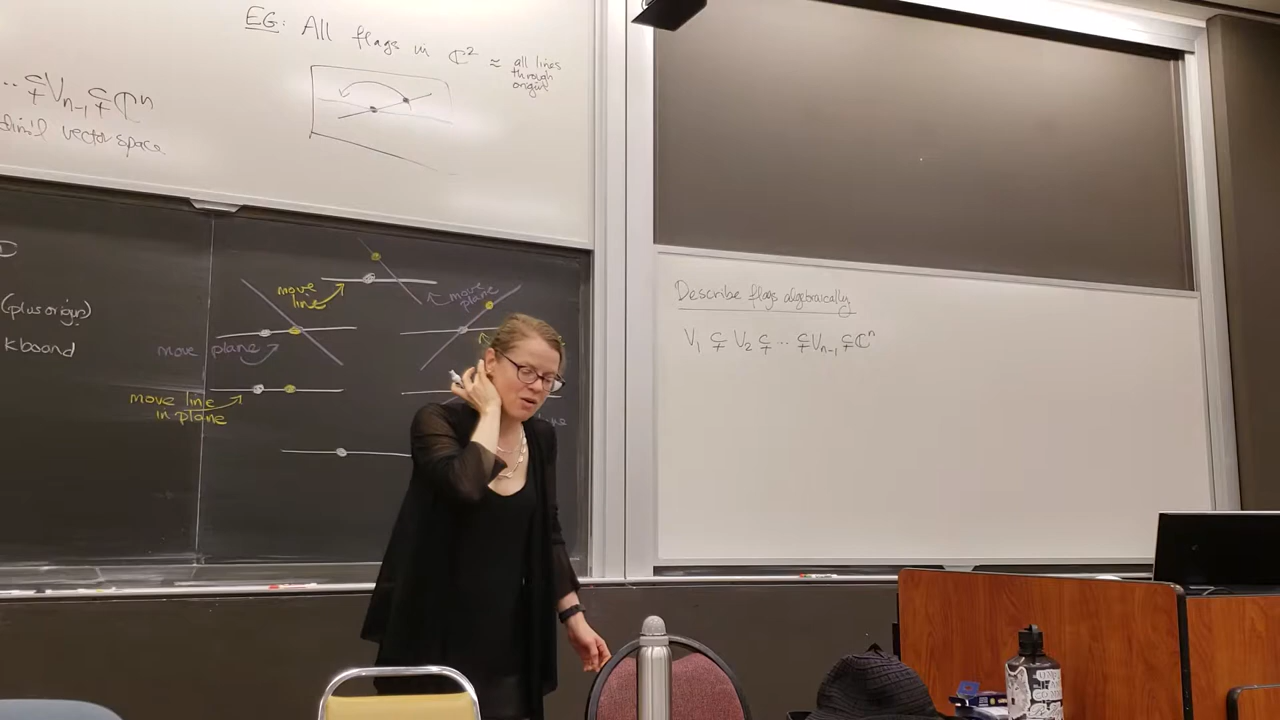 EG: All flags in ℂ² ≈ all lines
through
origin
... ⊊ V_{n-1} ⊊ ℂⁿ
dim'l vector space
(plus origin)
kboard
move
line
move
plane
move plane
move line
in plane
Describe flags algebraically
V₁ ⊊ V₂ ⊊ ... ⊊ V_{n-1} ⊊ ℂⁿ